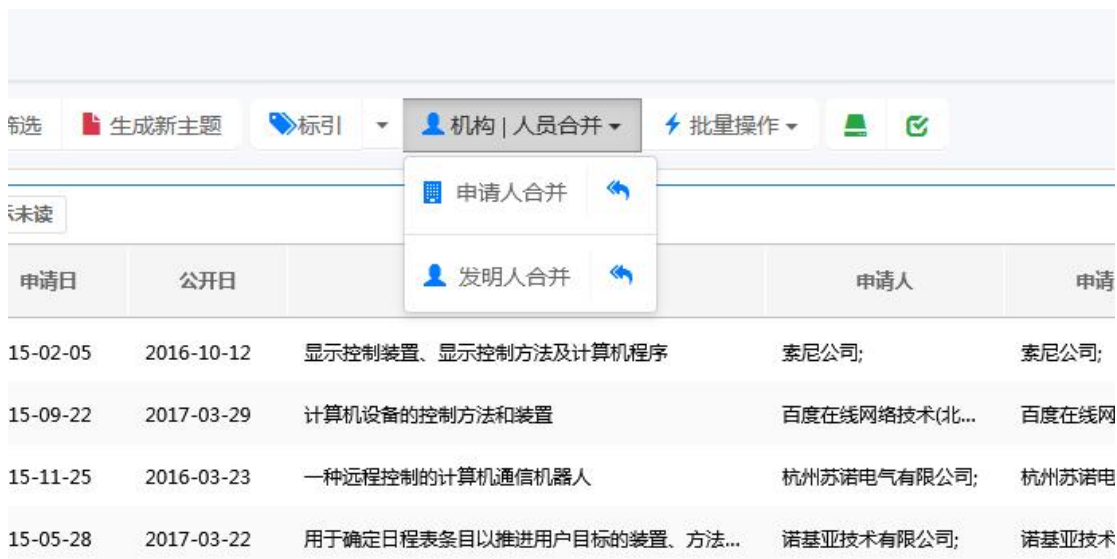 筛选 生成新主题 标引 机构 | 人员合并 批量操作
申请人合并
示未读
发明人合并
申请日 公开日 申请人 申请
15-02-05 2016-10-12 显示控制装置、显示控制方法及计算机程序 索尼公司; 索尼公司;
15-09-22 2017-03-29 计算机设备的控制方法和装置 百度在线网络技术(北... 百度在线网
15-11-25 2016-03-23 一种远程控制的计算机通信机器人 杭州苏诺电气有限公司; 杭州苏诺电
15-05-28 2017-03-22 用于确定日程表条目以推进用户目标的装置、方法... 诺基亚技术有限公司; 诺基亚技术